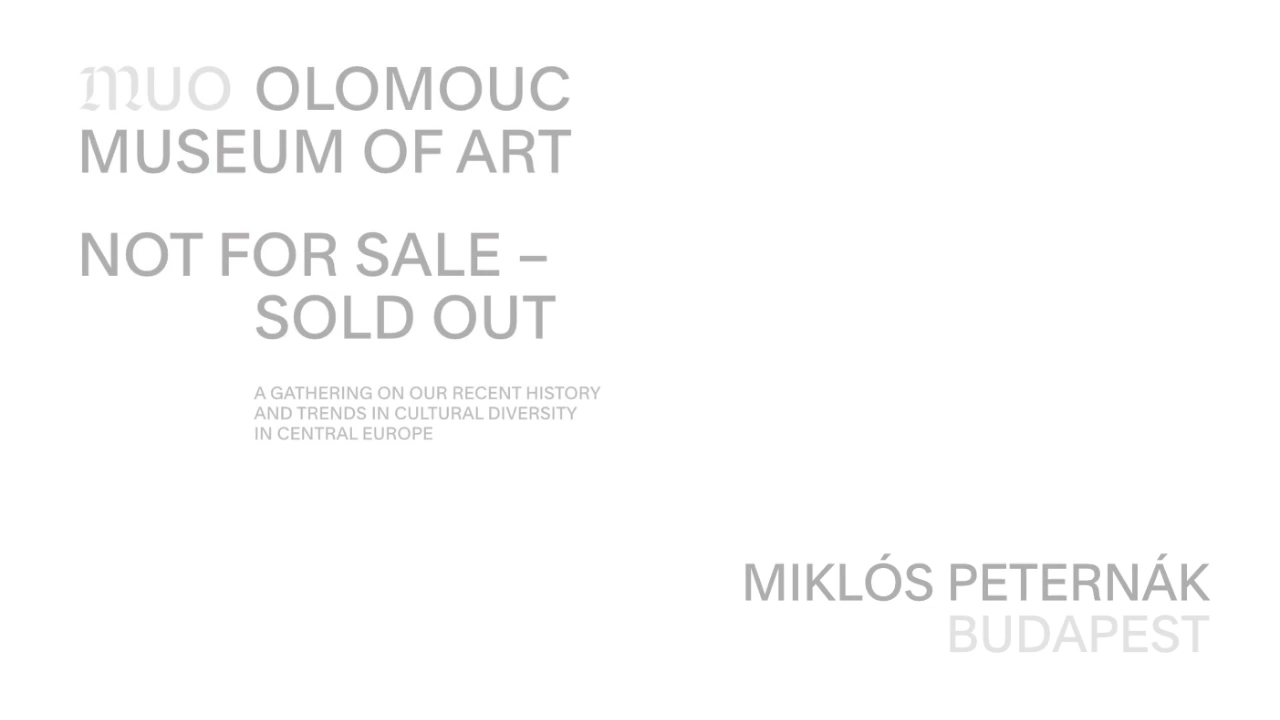 MUO OLOMOUC
MUSEUM OF ART
NOT FOR SALE –
SOLD OUT
A GATHERING ON OUR RECENT HISTORY
AND TRENDS IN CULTURAL DIVERSITY
IN CENTRAL EUROPE
MIKLÓS PETERNÁK
BUDAPEST